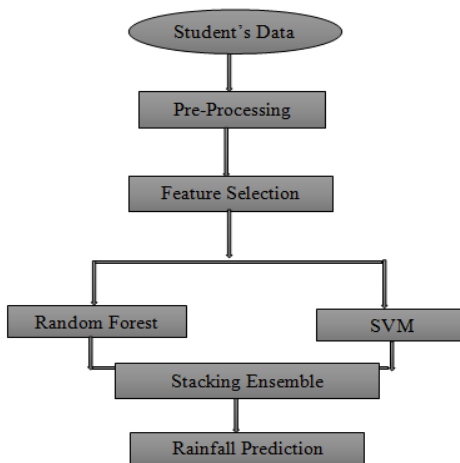 Student’s Data
Pre-Processing
Feature Selection
Random Forest
SVM
Stacking Ensemble
Rainfall Prediction